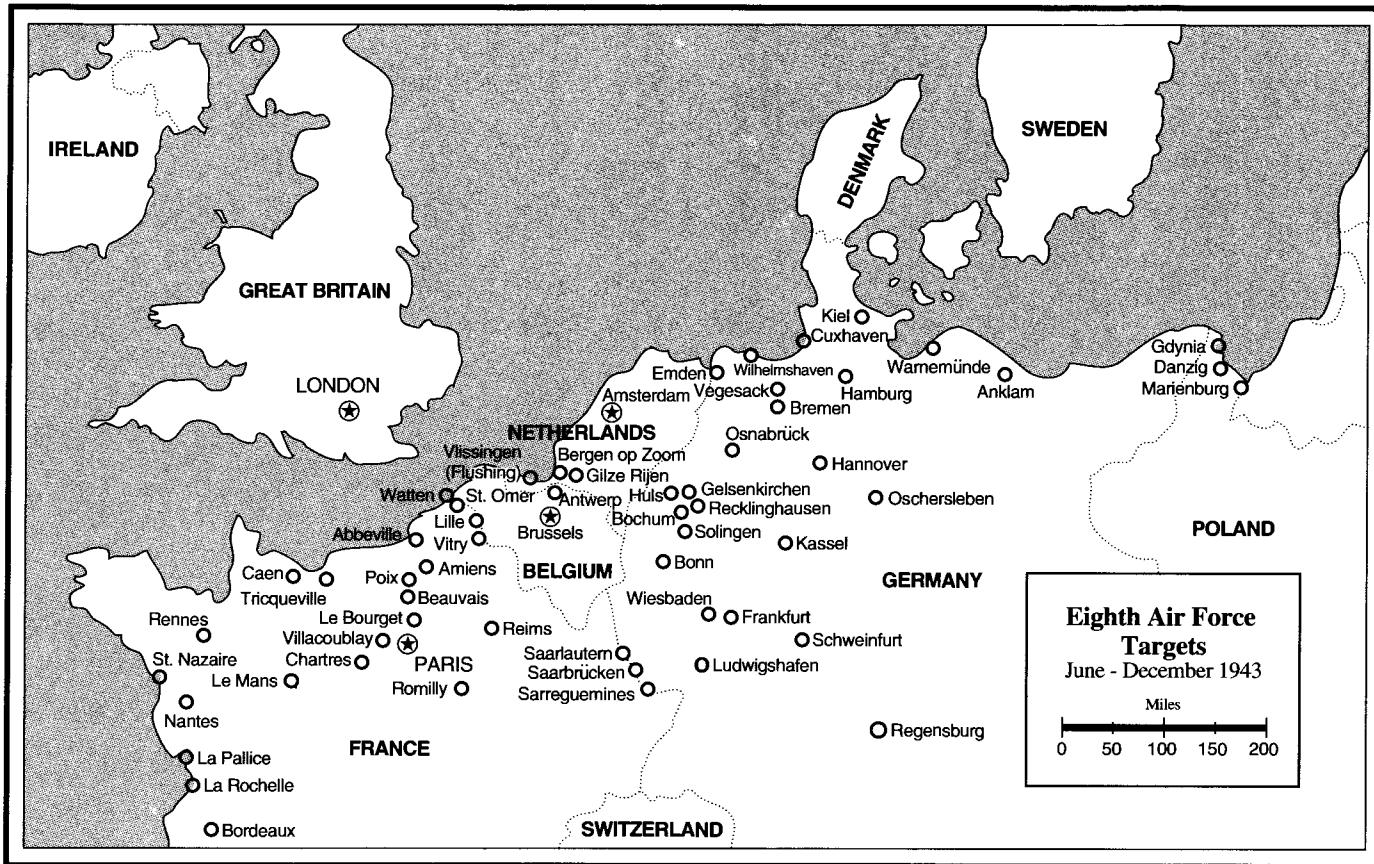 IRELAND
GREAT BRITAIN
LONDON
DENMARK
SWEDEN
Kiel
Cuxhaven
Wilhelmshaven
Emden
Vegesack
Bremen
Hamburg
Warnemünde
Anklam
Gdynia
Danzig
Marienburg
Amsterdam
NETHERLANDS
Osnabrück
Hannover
Vlissingen
(Flushing)
Bergen op Zoom
Gilze Rijen
Watten
St. Omer
Antwerp
Huls
Gelsenkirchen
Recklinghausen
Oschersleben
Lille
Brussels
Bochum
Solingen
Abbeville
Vitry
Kassel
POLAND
Caen
Tricqueville
Poix
Amiens
BELGIUM
Bonn
GERMANY
Beauvais
Wiesbaden
Le Bourget
Frankfurt
Rennes
Villacoublay
Reims
Schweinfurt
St. Nazaire
Chartres
PARIS
Saarlautern
Ludwigshafen
Le Mans
Romilly
Saarbrücken
Sarreguemines
Nantes
Regensburg
FRANCE
La Pallice
La Rochelle
Bordeaux
SWITZERLAND
Eighth Air Force
Targets
June - December 1943
Miles
0 50 100 150 200